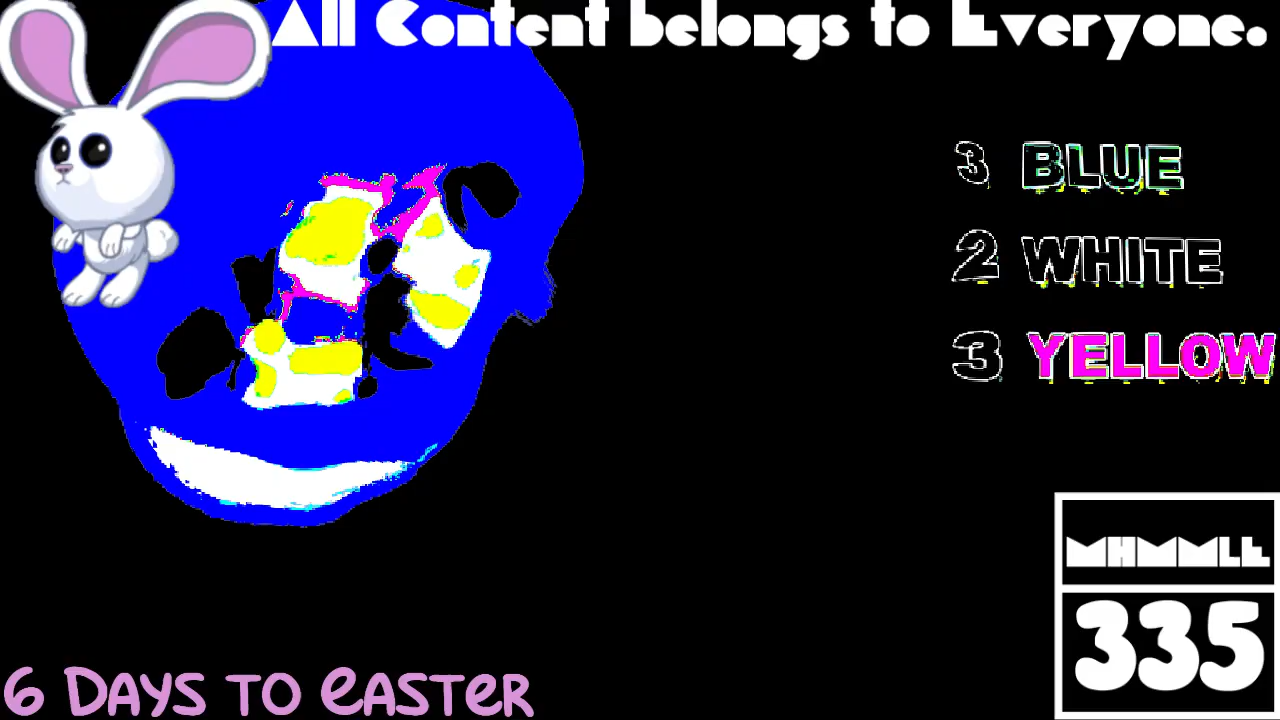 All Content belongs to Everyone.
3 BLUE
2 WHITE
3 YELLOW
MHMMLE
335
6 DAYS TO EASTER